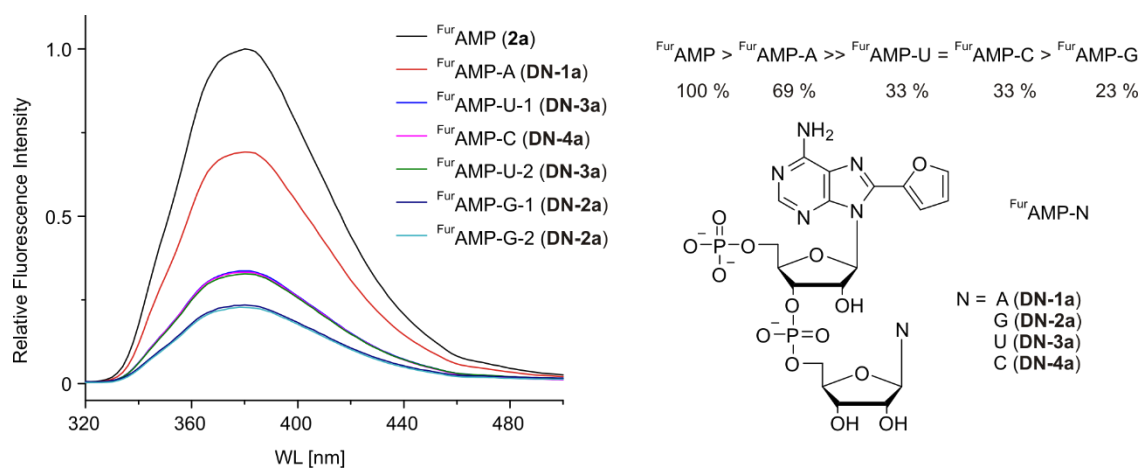 1.0
0.5
0
320
360
400
440
480
WL [nm]
Relative Fluorescence Intensity
FurAMP (2a)
FurAMP-A (DN-1a)
FurAMP-U-1 (DN-3a)
FurAMP-C (DN-4a)
FurAMP-U-2 (DN-3a)
FurAMP-G-1 (DN-2a)
FurAMP-G-2 (DN-2a)
FurAMP > FurAMP-A >> FurAMP-U = FurAMP-C > FurAMP-G
100 % 69 % 33 % 33 % 23 %
NH2
N
N
N
N
O
O
−O P O
O−
O
OH
O
−O P O
O
N
O
OH OH
FurAMP-N
N = A (DN-1a)
G (DN-2a)
U (DN-3a)
C (DN-4a)